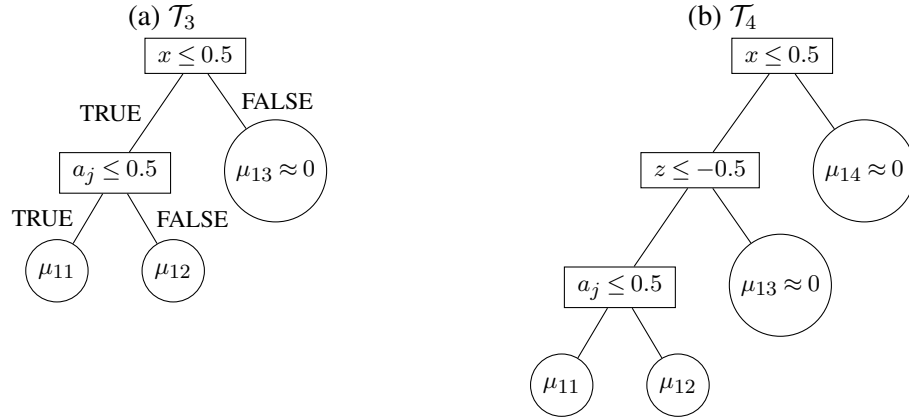 (a) 𝒯₃
x ≤ 0.5
TRUE
FALSE
a_j ≤ 0.5
μ₁₃ ≈ 0
TRUE
FALSE
μ₁₁
μ₁₂
(b) 𝒯₄
x ≤ 0.5
z ≤ −0.5
μ₁₄ ≈ 0
a_j ≤ 0.5
μ₁₃ ≈ 0
μ₁₁
μ₁₂